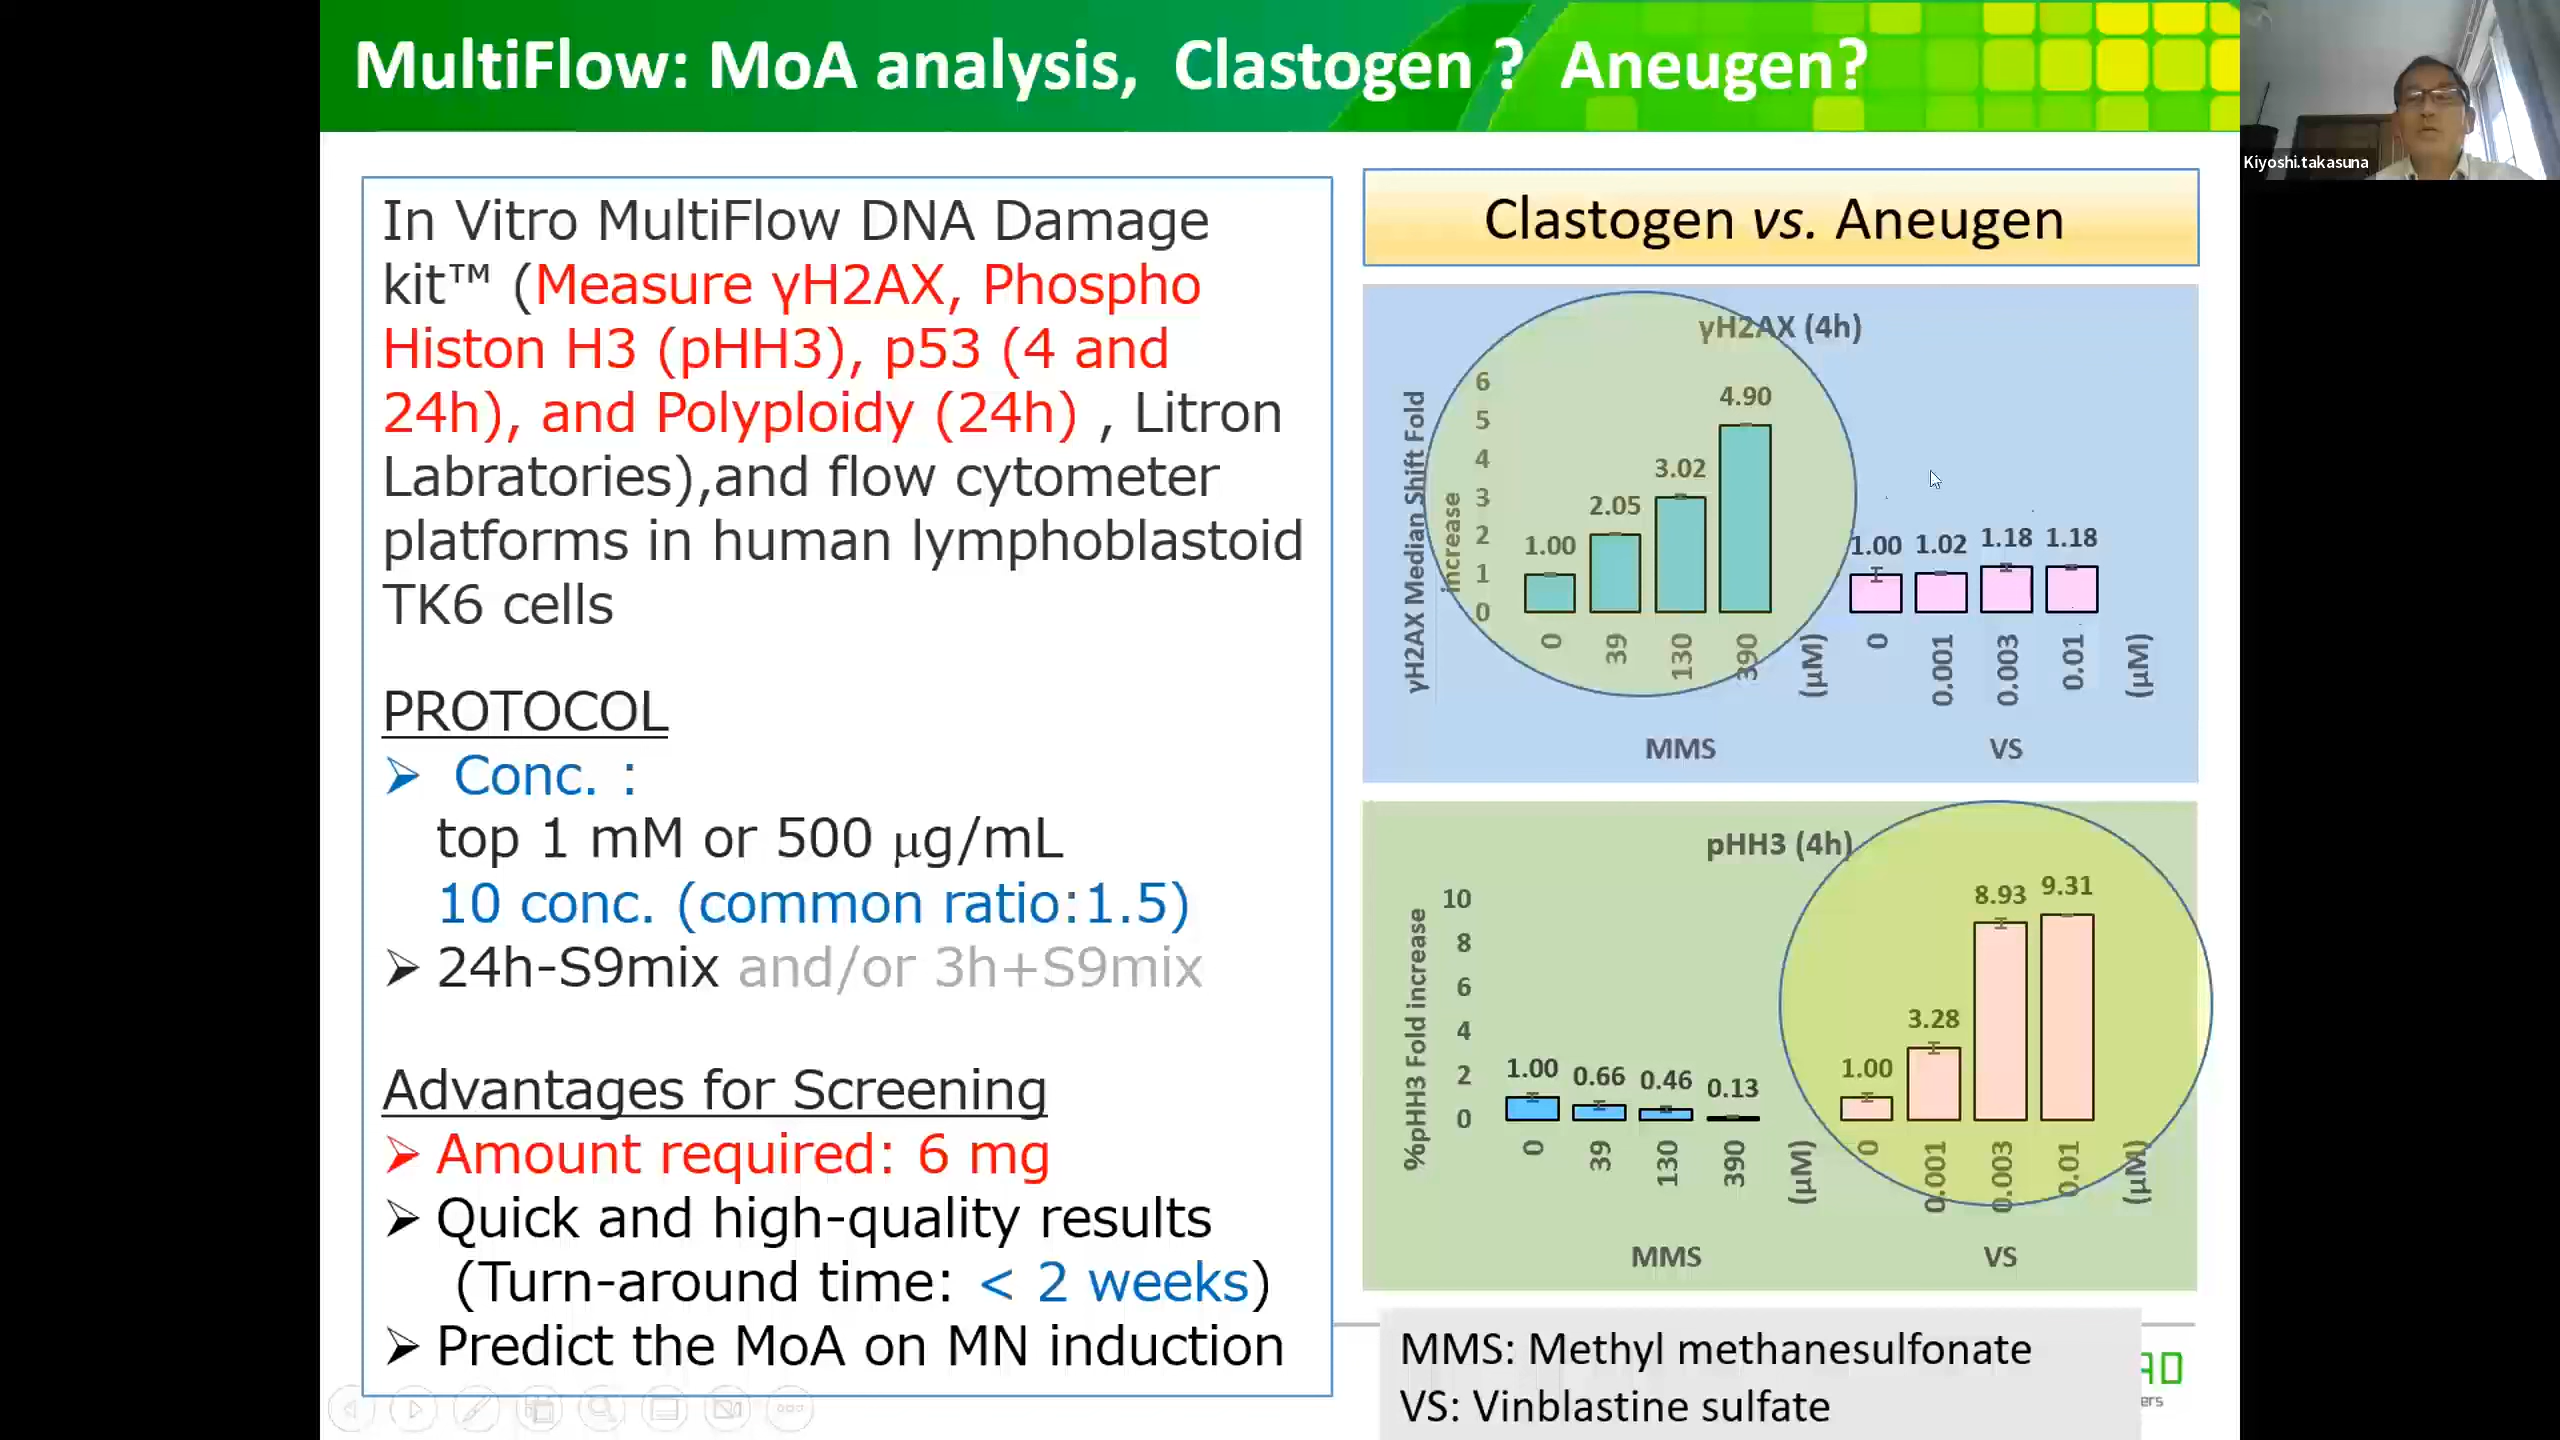 MultiFlow: MoA analysis, Clastogen ? Aneugen?
Kiyoshi.takasuna
In Vitro MultiFlow DNA Damage
kit™ (Measure γH2AX, Phospho
Histon H3 (pHH3), p53 (4 and
24h), and Polyploidy (24h) , Litron
Labratories),and flow cytometer
platforms in human lymphoblastoid
TK6 cells
PROTOCOL
➢ Conc. :
top 1 mM or 500 μg/mL
10 conc. (common ratio:1.5)
➢ 24h-S9mix and/or 3h+S9mix
Advantages for Screening
➢ Amount required: 6 mg
➢ Quick and high-quality results
(Turn-around time: < 2 weeks)
➢ Predict the MoA on MN induction
Clastogen vs. Aneugen
γH2AX (4h)
γH2AX Median Shift Fold
increase
6
5
4
3
2
1
0
1.00 2.05 3.02 4.90
1.00 1.02 1.18 1.18
0 39 130 390 (μM)
0 0.001 0.003 0.01 (μM)
MMS VS
pHH3 (4h)
%pHH3 Fold increase
10
8
6
4
2
0
1.00 0.66 0.46 0.13
1.00 3.28 8.93 9.31
0 39 130 390 (μM)
0 0.001 0.003 0.01 (μM)
MMS VS
MMS: Methyl methanesulfonate
VS: Vinblastine sulfate